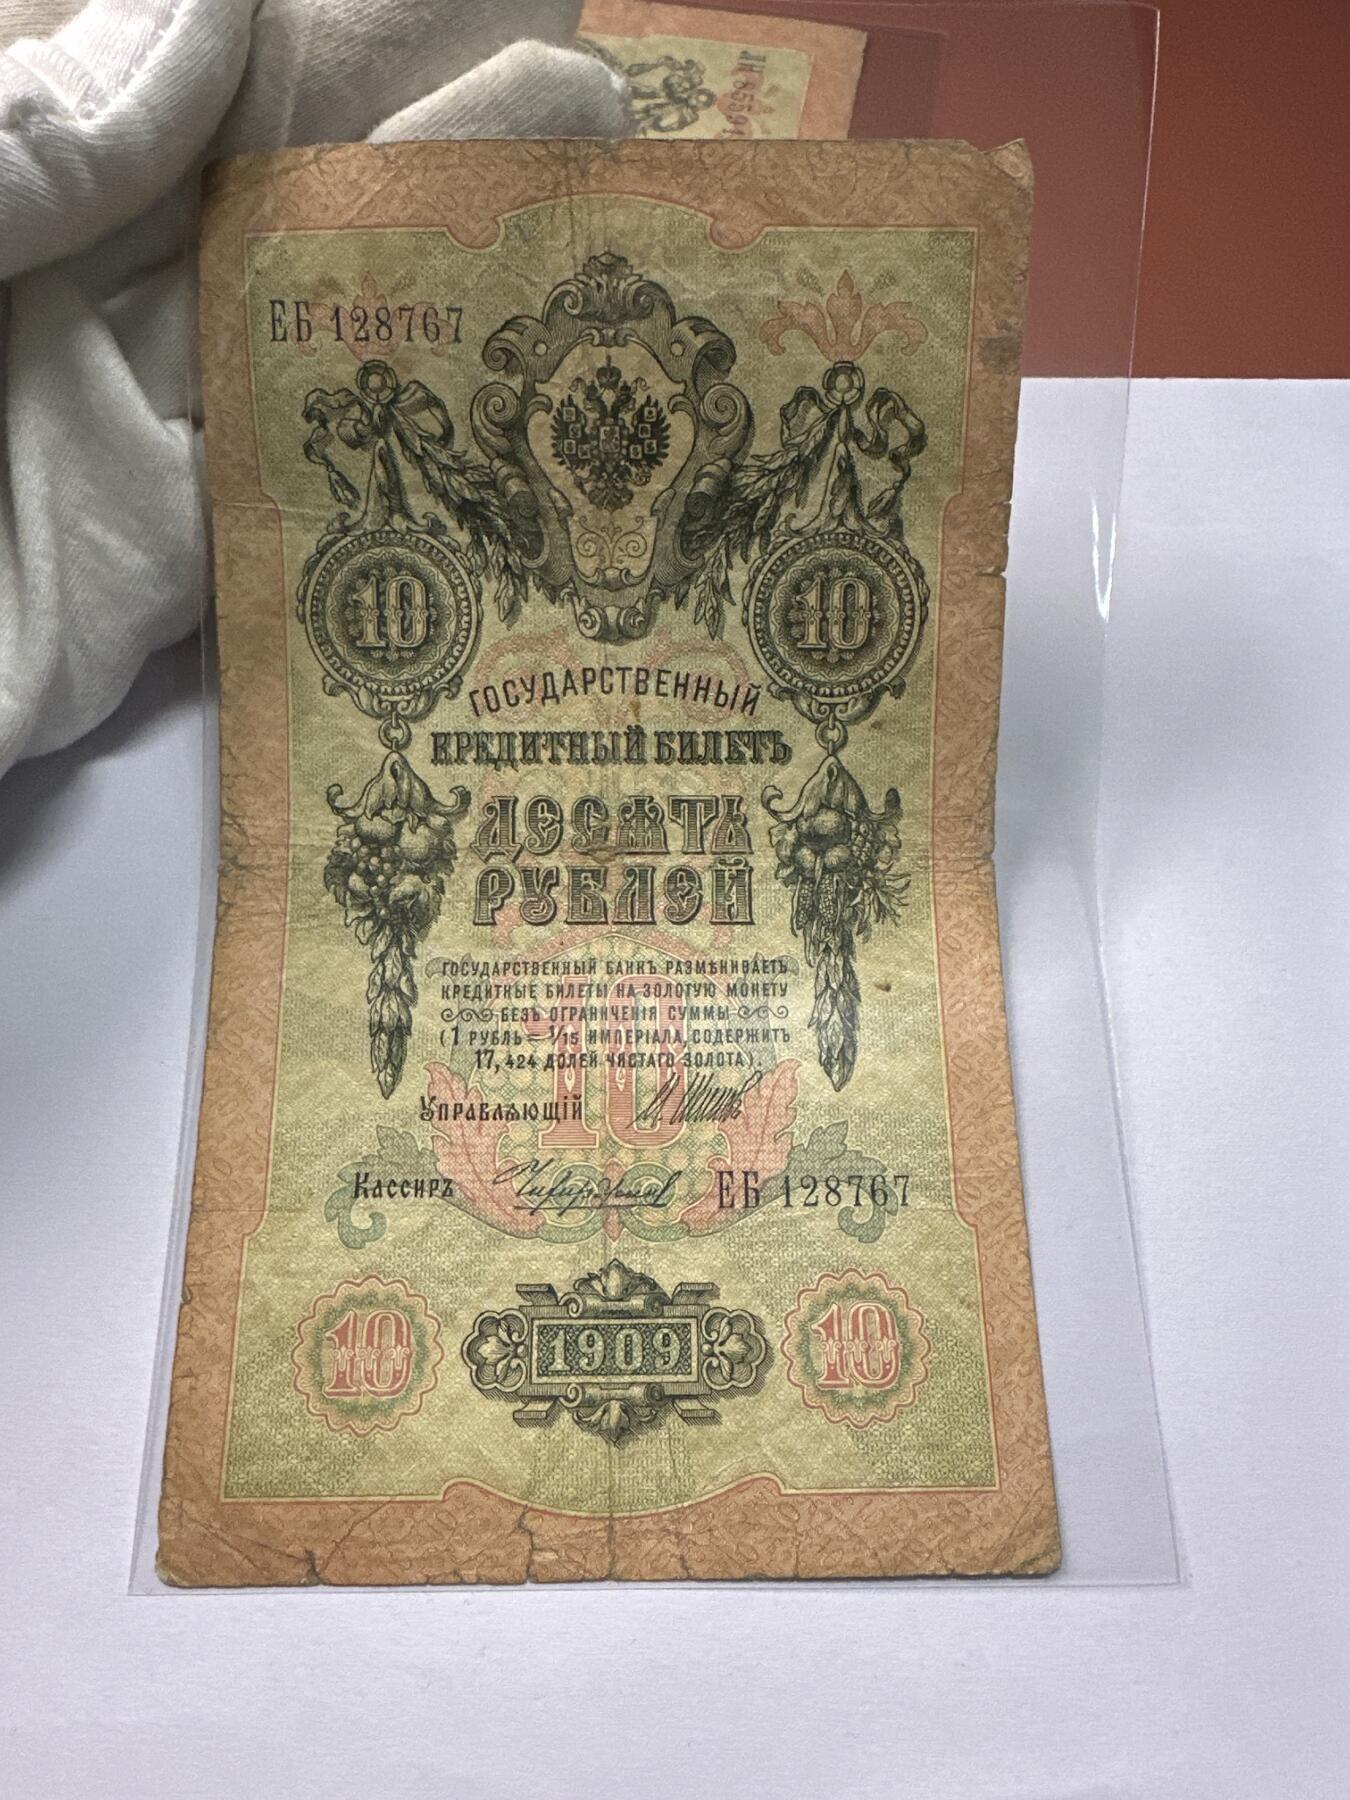 ЕБ 128767
10 10
ГОСУДАРСТВЕННЫЙ
КРЕДИТНЫЙ БИЛЕТЪ
ДЕСЯТЬ
РУБЛЕЙ
ГОСУДАРСТВЕННЫЙ БАНКЪ РАЗМѢНИВАЕТЪ
КРЕДИТНЫЕ БИЛЕТЫ НА ЗОЛОТУЮ МОНЕТУ
БЕЗЪ ОГРАНИЧЕНІЯ СУММЫ
(1 РУБЛЬ = 1/15 ИМПЕРІАЛА, СОДЕРЖИТЪ
17,424 ДОЛЕЙ ЧИСТАГО ЗОЛОТА).
10
УПРАВЛЯЮЩІЙ
КАССИРЪ ЕБ 128767
10 1909 10